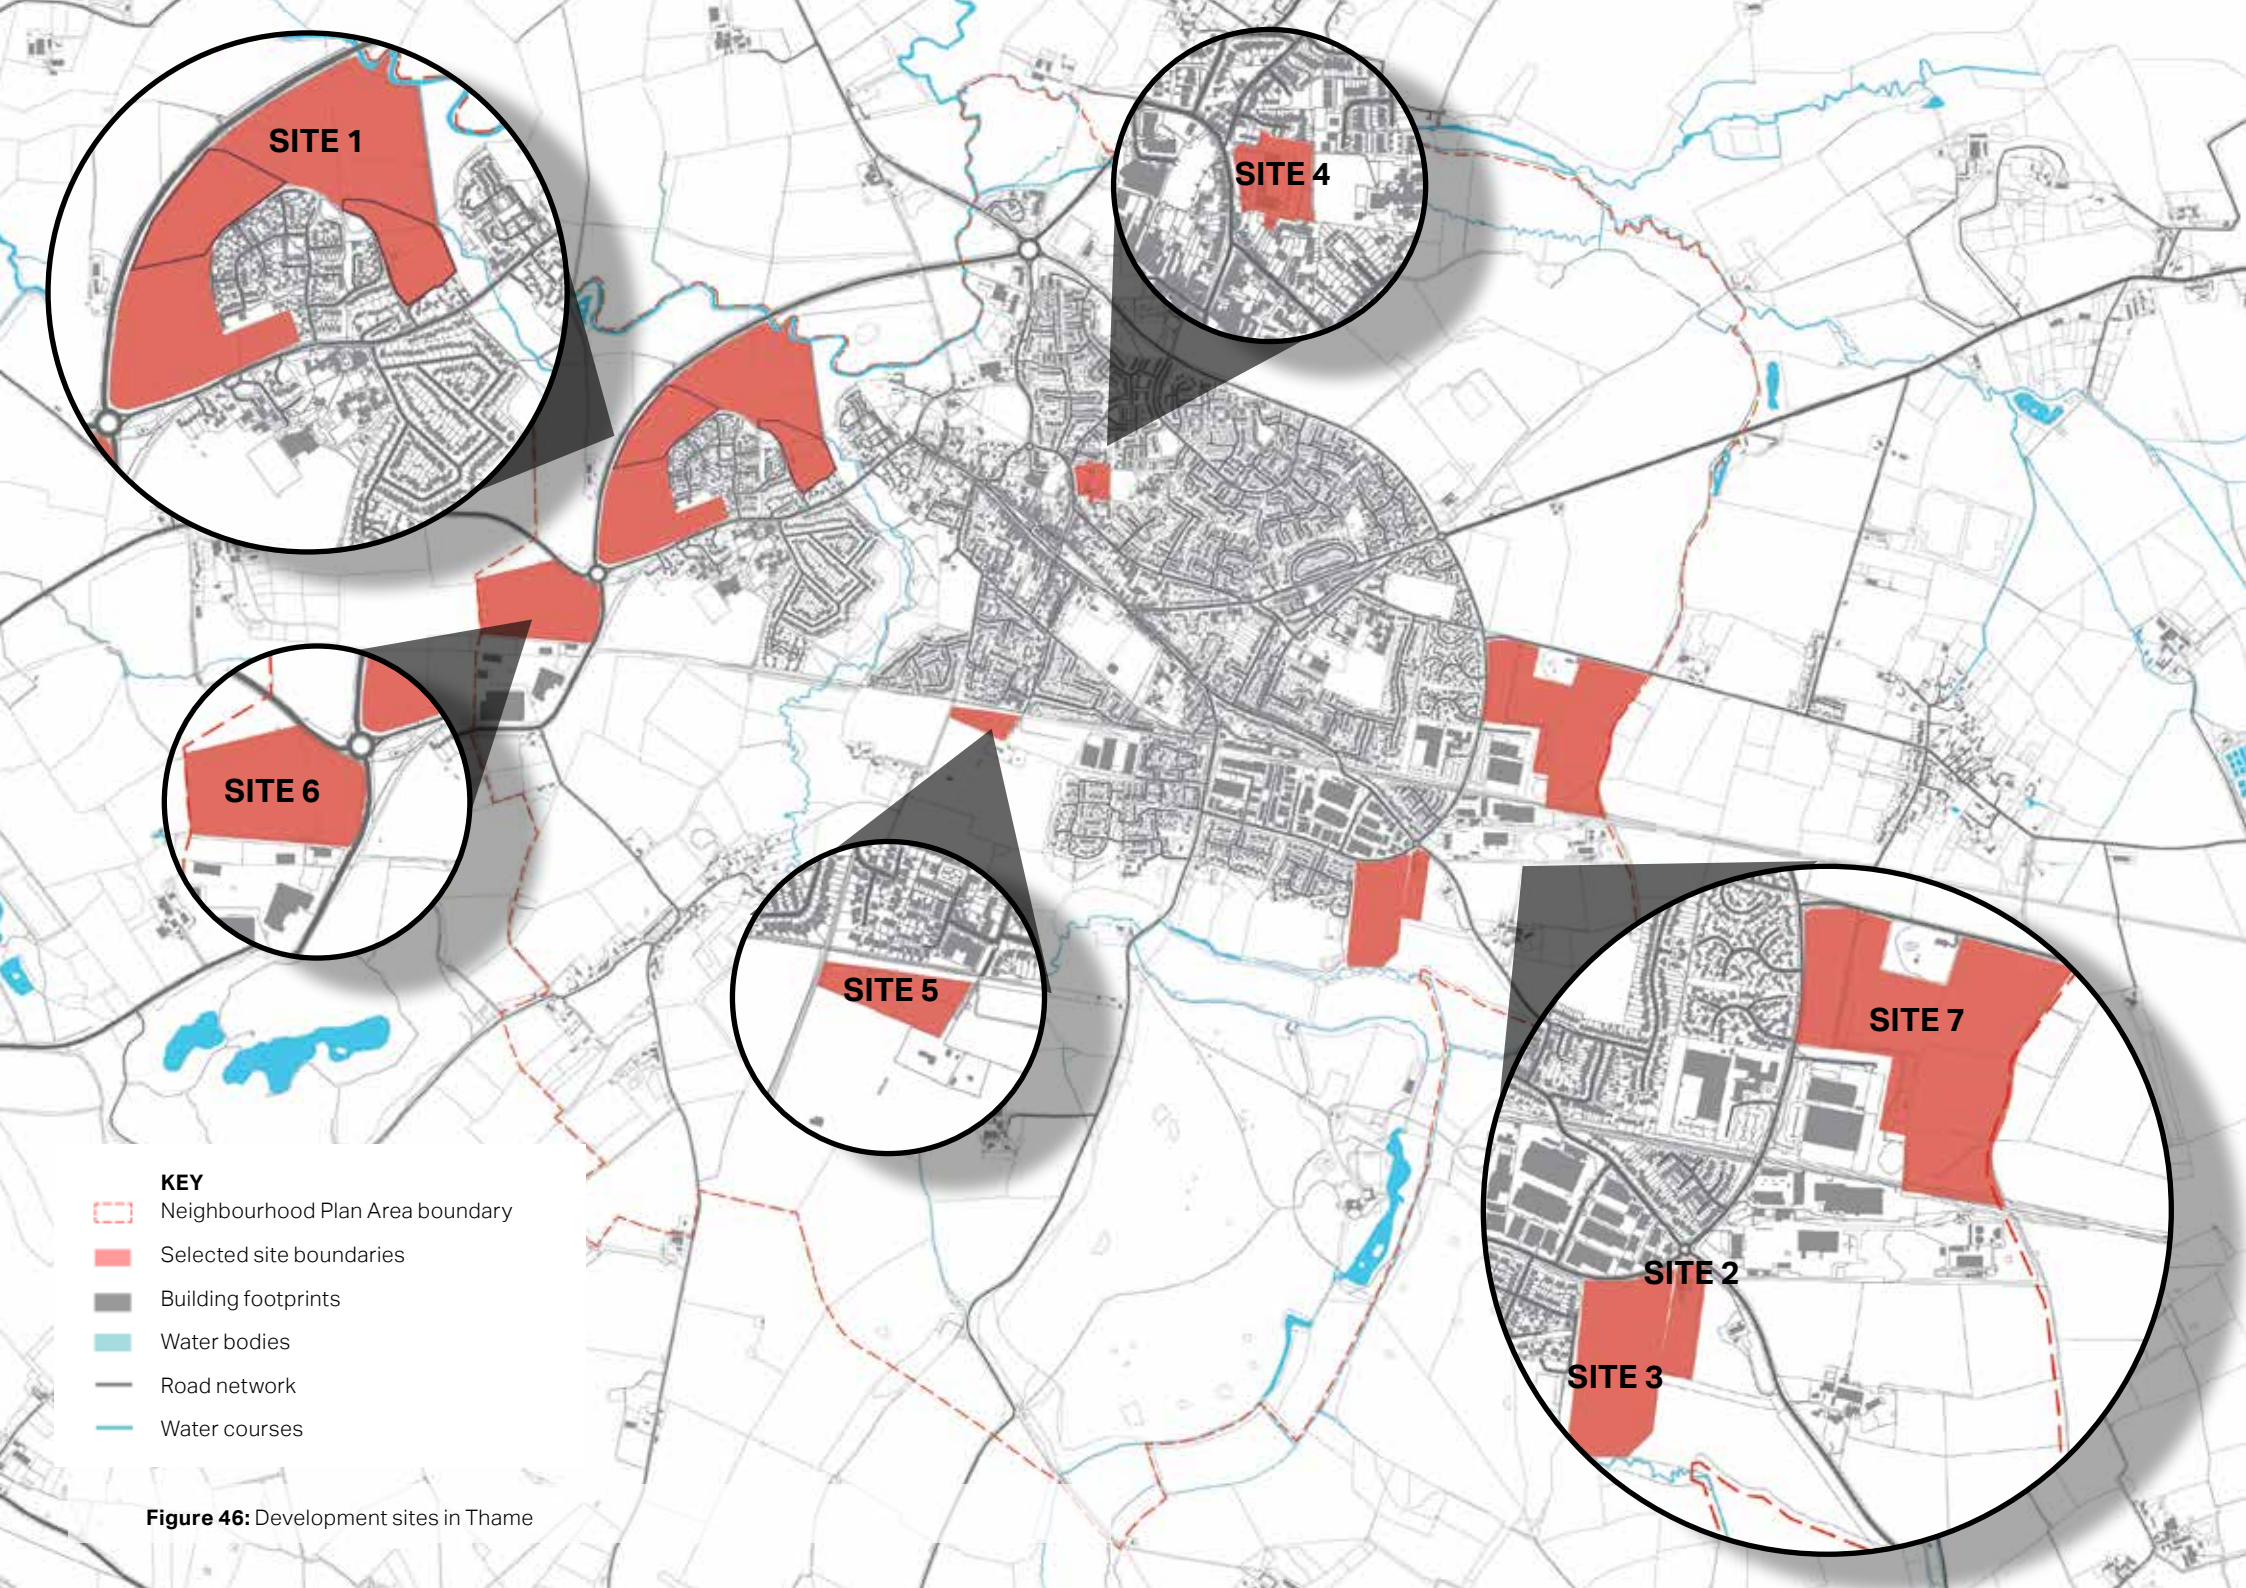 SITE 1
SITE 4
SITE 6
SITE 5
SITE 7
SITE 2
SITE 3
KEY
Neighbourhood Plan Area boundary
Selected site boundaries
Building footprints
Water bodies
Road network
Water courses
Figure 46: Development sites in Thame